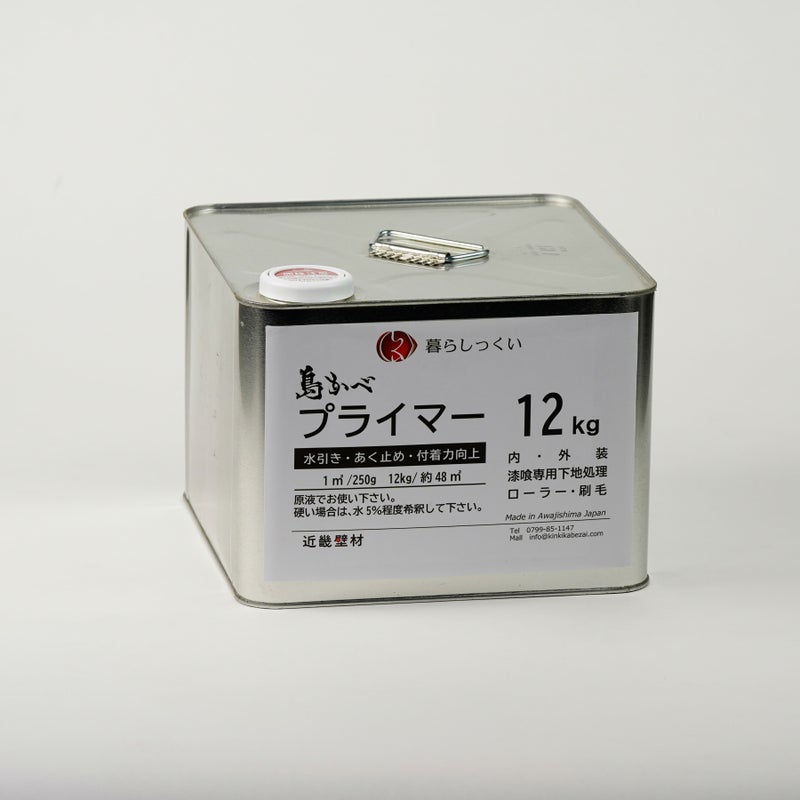 暮らしっくい
島かべ
プライマー 12kg
水引き・あく止め・付着力向上
1㎡/250g 12kg/約48㎡
原液でお使い下さい。
硬い場合は、水5%程度希釈して下さい。
近畿壁材
内・外装
漆喰専用下地処理
ローラー・刷毛
Made in Awajishima Japan
Tel 0799-85-1147
Mail info@kinkikabezai.com